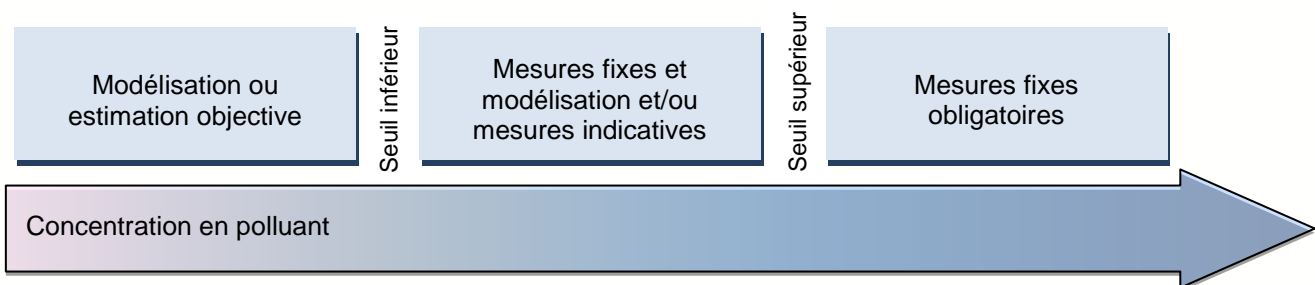 Modélisation ou
estimation objective
Seuil inférieur
Mesures fixes et
modélisation et/ou
mesures indicatives
Seuil supérieur
Mesures fixes
obligatoires
Concentration en polluant